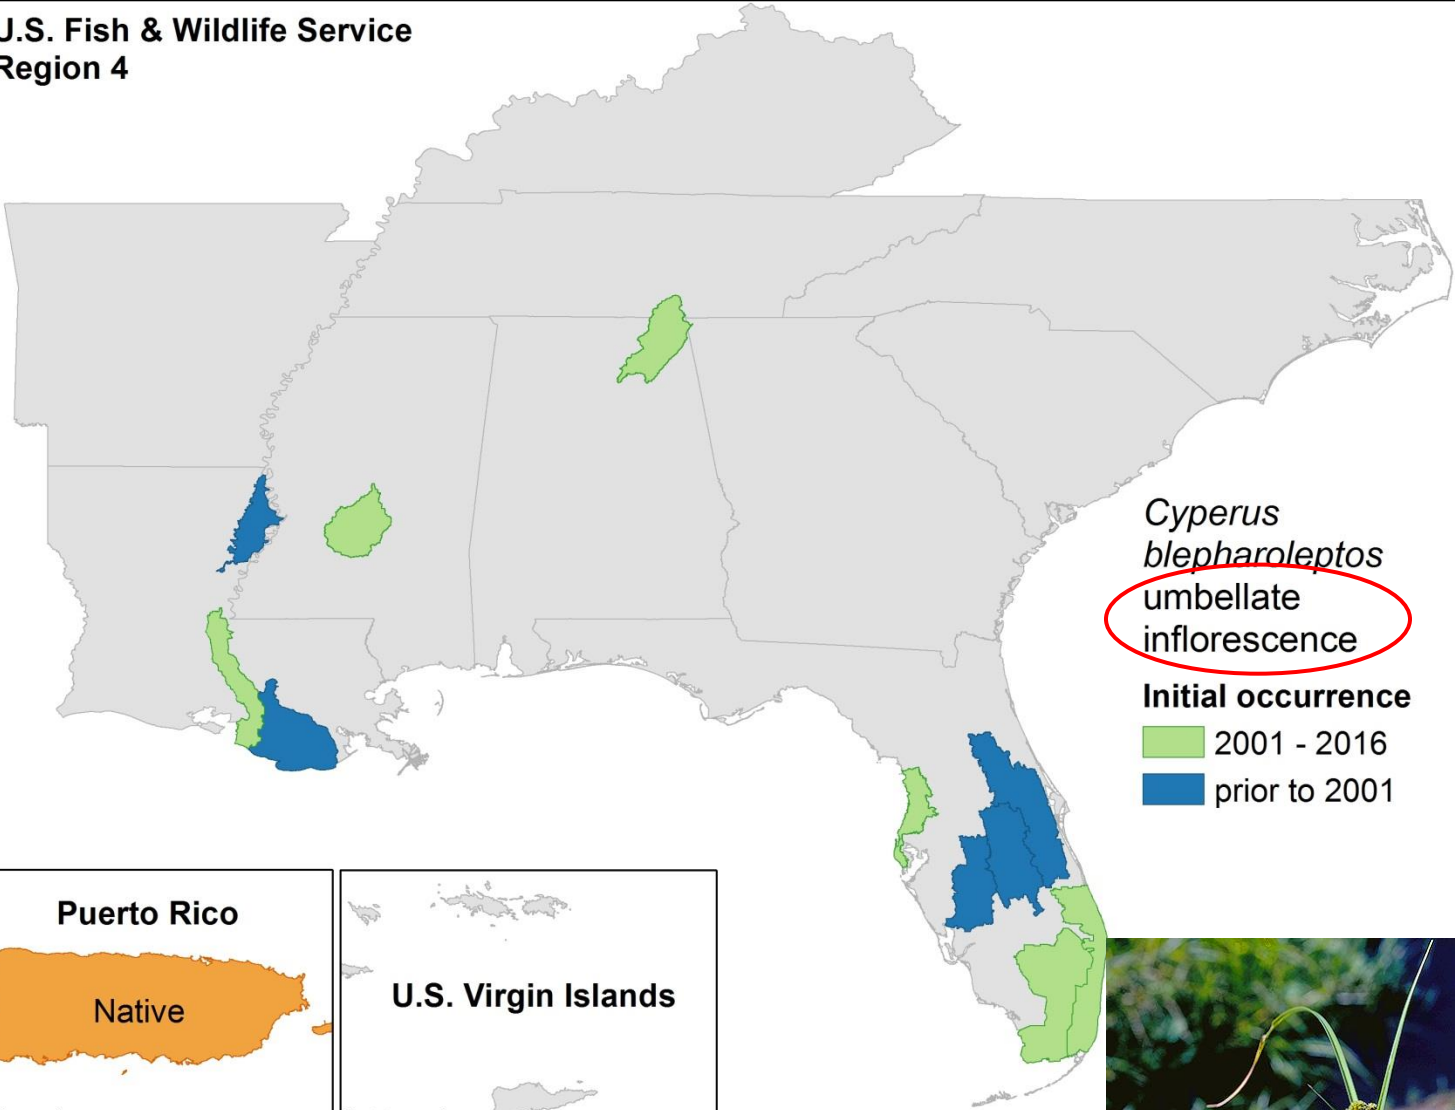 U.S. Fish & Wildlife Service
Region 4
Cyperus
blepharoleptos
umbellate
inflorescence
Initial occurrence
2001 - 2016
prior to 2001
Puerto Rico
Native
U.S. Virgin Islands